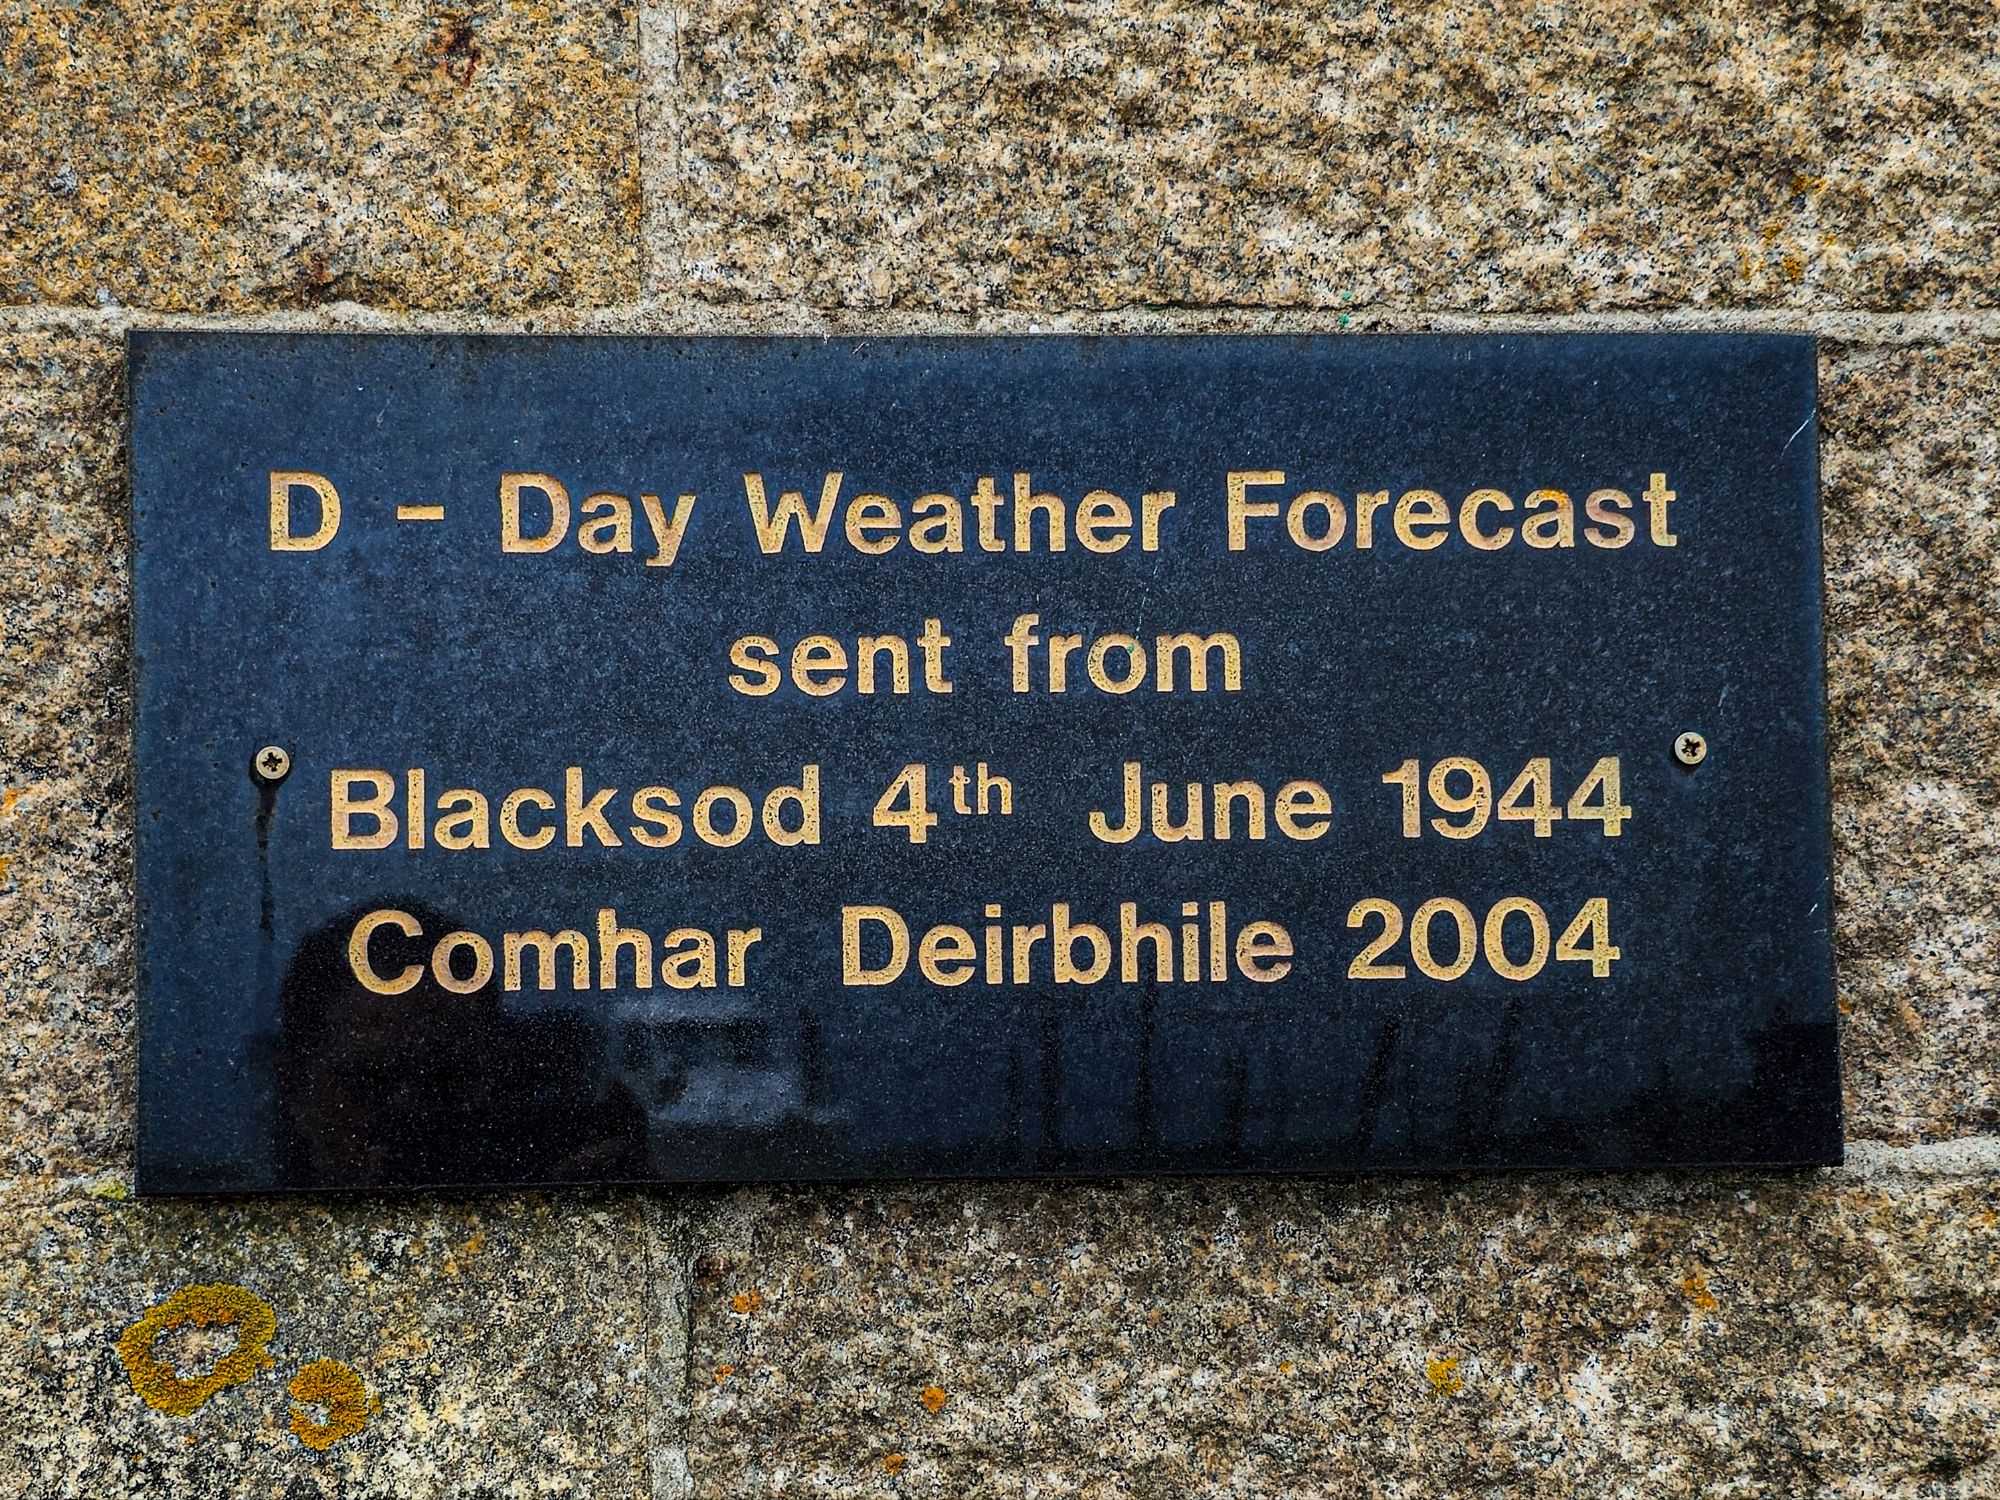 D - Day Weather Forecast
sent from
Blacksod 4th June 1944
Comhar Deirbhile 2004